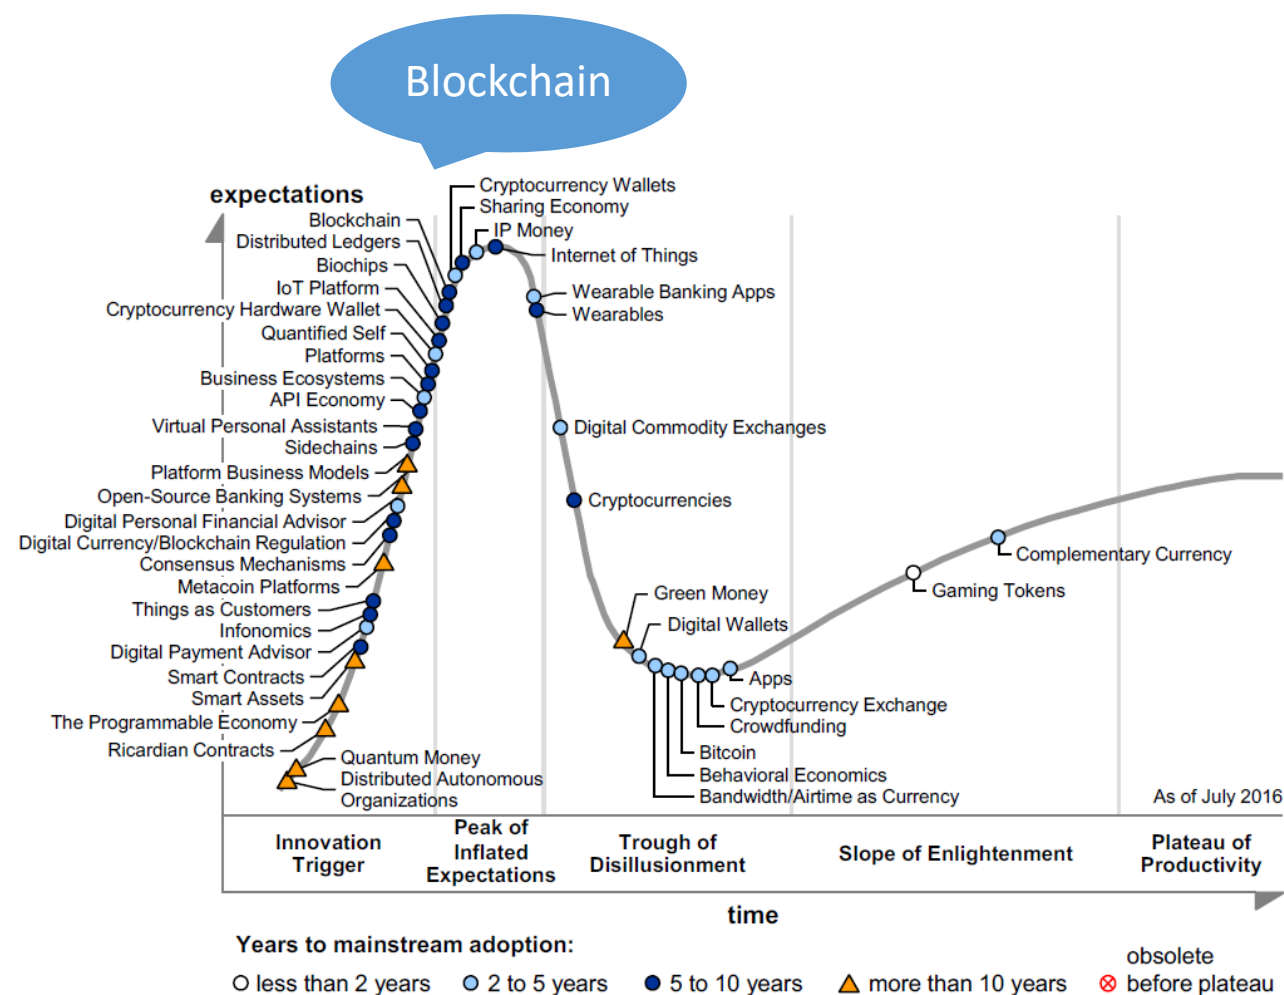 Blockchain
expectations
Cryptocurrency Wallets
Sharing Economy
IP Money
Internet of Things
Blockchain
Distributed Ledgers
Biochips
IoT Platform
Cryptocurrency Hardware Wallet
Quantified Self
Platforms
Business Ecosystems
API Economy
Virtual Personal Assistants
Sidechains
Platform Business Models
Open-Source Banking Systems
Digital Personal Financial Advisor
Digital Currency/Blockchain Regulation
Consensus Mechanisms
Metacoin Platforms
Things as Customers
Infonomics
Digital Payment Advisor
Smart Contracts
Smart Assets
The Programmable Economy
Ricardian Contracts
Quantum Money
Distributed Autonomous
Organizations
Wearable Banking Apps
Wearables
Digital Commodity Exchanges
Cryptocurrencies
Green Money
Digital Wallets
Apps
Cryptocurrency Exchange
Crowdfunding
Bitcoin
Behavioral Economics
Bandwidth/Airtime as Currency
Complementary Currency
Gaming Tokens
As of July 2016
Innovation
Trigger
Peak of
Inflated
Expectations
Trough of
Disillusionment
Slope of Enlightenment
Plateau of
Productivity
time
Years to mainstream adoption:
less than 2 years
2 to 5 years
5 to 10 years
more than 10 years
obsolete
before plateau